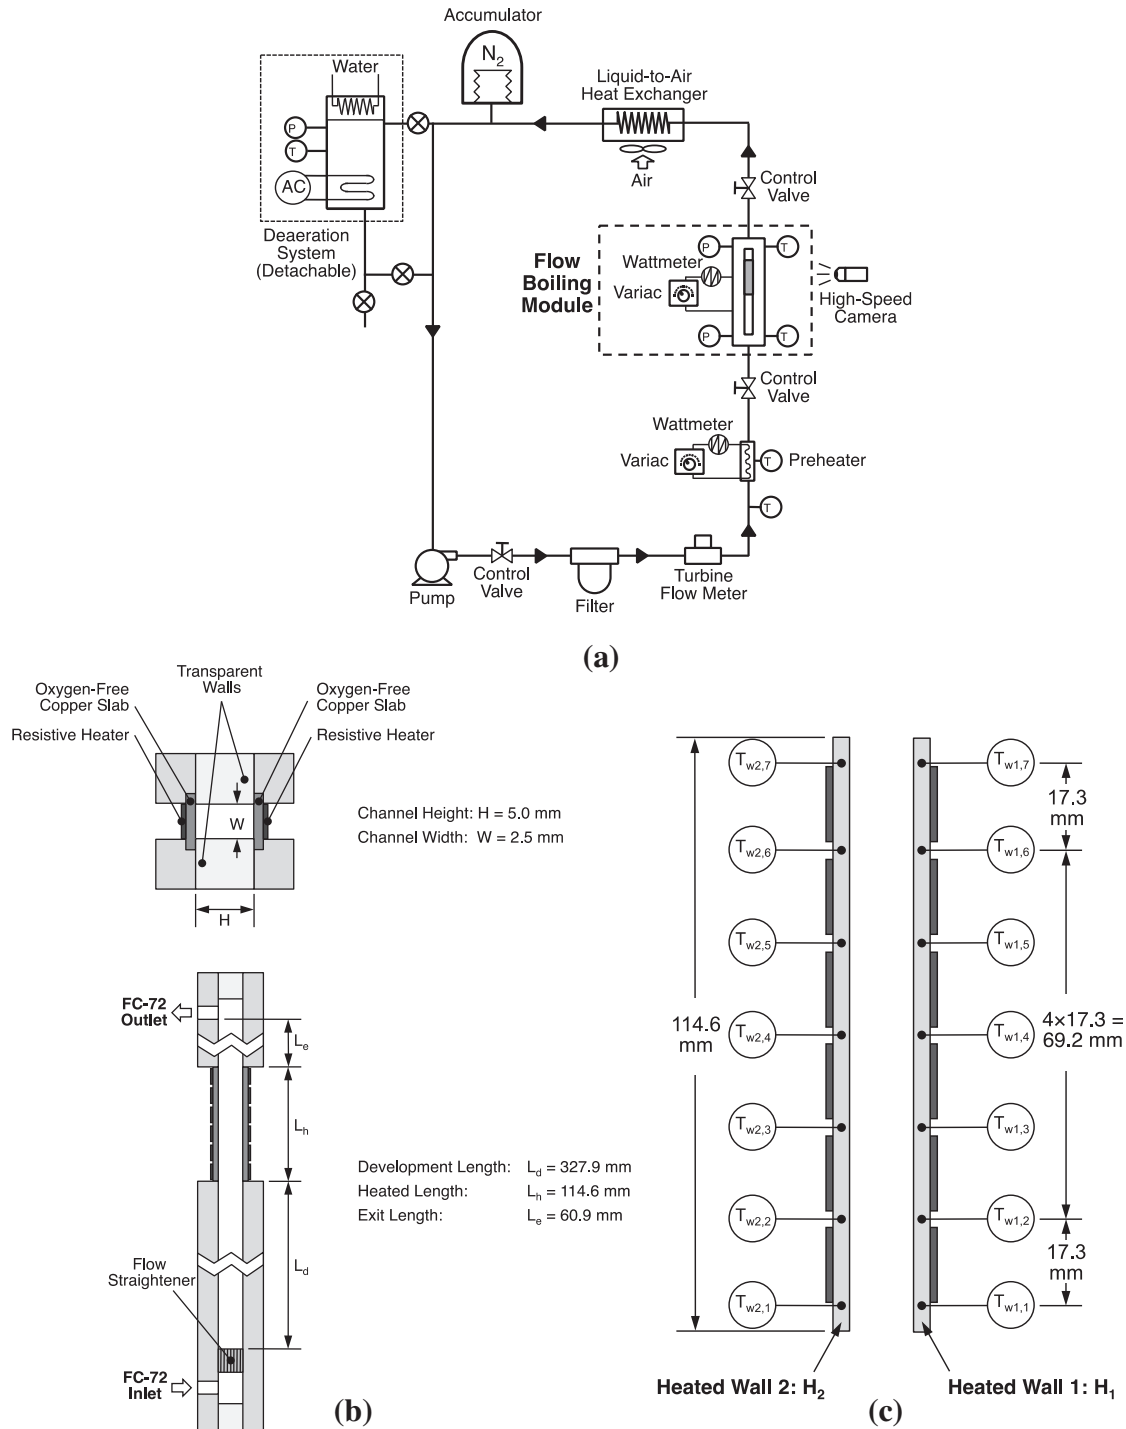 Accumulator
N2
Water
P
T
AC
Deaeration
System
(Detachable)
Liquid-to-Air
Heat Exchanger
Air
Control
Valve
Flow
Boiling
Module
Wattmeter
Variac
P
T
P
T
High-Speed
Camera
Control
Valve
Wattmeter
Variac
T
Preheater
T
Pump
Control
Valve
Filter
Turbine
Flow Meter
(a)
Transparent
Walls
Oxygen-Free
Copper Slab
Resistive Heater
Oxygen-Free
Copper Slab
Resistive Heater
W
H
Channel Height: H = 5.0 mm
Channel Width: W = 2.5 mm
FC-72
Outlet
Le
Lh
Ld
Development Length: Ld = 327.9 mm
Heated Length: Lh = 114.6 mm
Exit Length: Le = 60.9 mm
Flow
Straightener
FC-72
Inlet
(b)
Tw2,7
Tw2,6
Tw2,5
Tw2,4
Tw2,3
Tw2,2
Tw2,1
114.6
mm
Tw1,7
Tw1,6
Tw1,5
Tw1,4
Tw1,3
Tw1,2
Tw1,1
17.3
mm
4×17.3 =
69.2 mm
17.3
mm
Heated Wall 2: H2
Heated Wall 1: H1
(c)